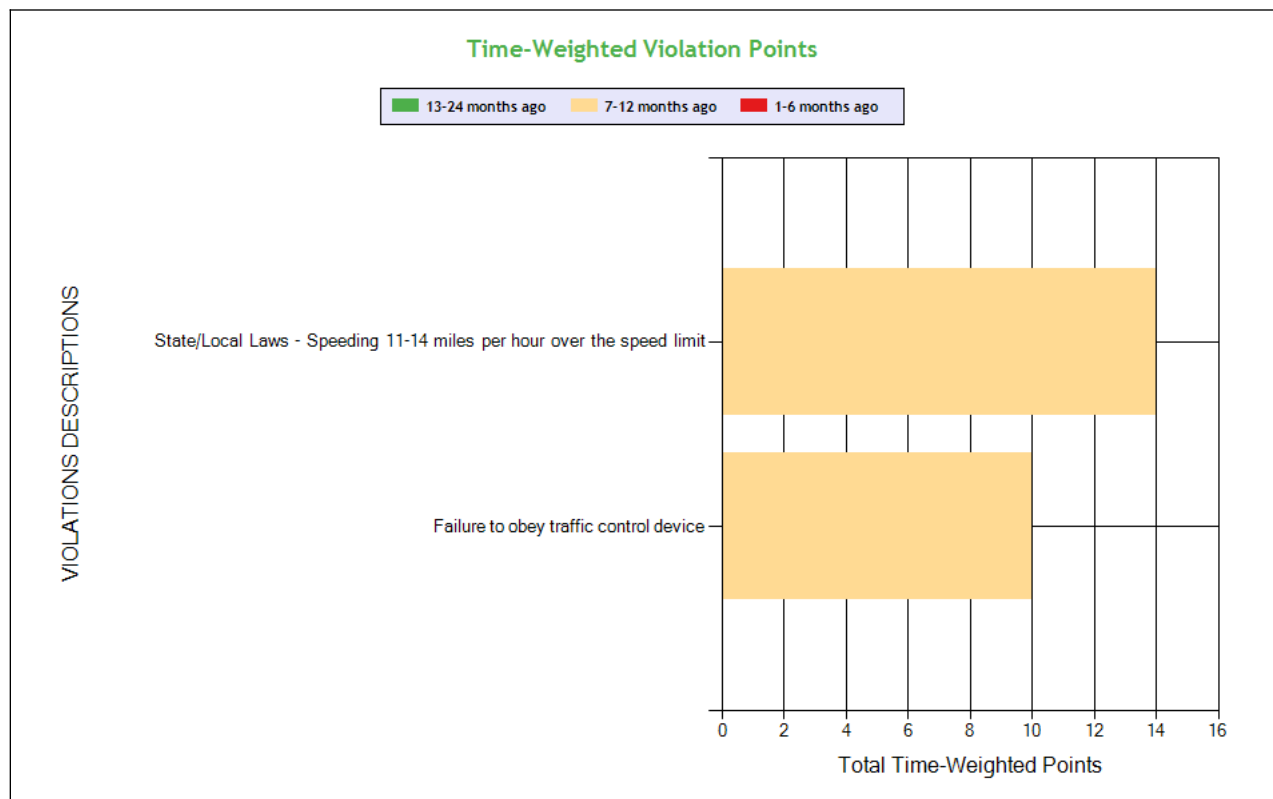 Time-Weighted Violation Points
13-24 months ago 7-12 months ago 1-6 months ago
VIOLATIONS DESCRIPTIONS
State/Local Laws - Speeding 11-14 miles per hour over the speed limit
Failure to obey traffic control device
0 2 4 6 8 10 12 14 16
Total Time-Weighted Points